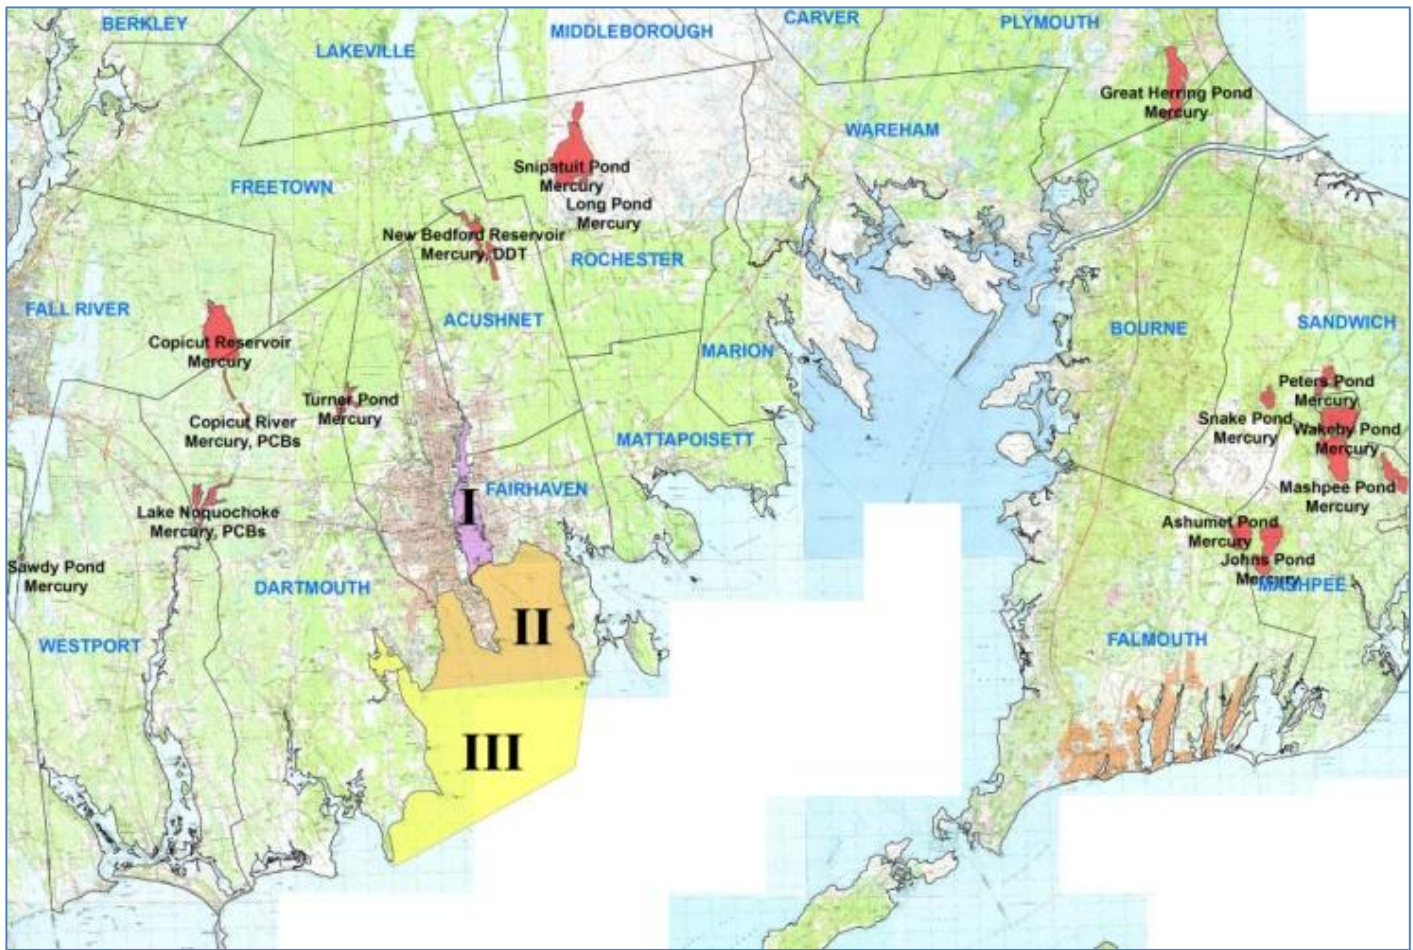 BERKLEY
LAKEVILLE
MIDDLEBOROUGH
CARVER
PLYMOUTH
Great Herring Pond
Mercury
WAREHAM
Snipatuit Pond
Mercury
Long Pond
Mercury
FREETOWN
New Bedford Reservoir
Mercury, DDT
ROCHESTER
FALL RIVER
ACUSHNET
BOURNE
SANDWICH
Copicut Reservoir
Mercury
MARION
Peters Pond
Mercury
Turner Pond
Mercury
Copicut River
Mercury, PCBs
Snake Pond
Mercury
Wakeby Pond
Mercury
MATTAPOISETT
FAIRHAVEN
I
Mashpee Pond
Mercury
Lake Noquochoke
Mercury, PCBs
Ashumet Pond
Mercury
Johns Pond
Mercury
MASHPEE
Sawdy Pond
Mercury
DARTMOUTH
II
WESTPORT
FALMOUTH
III